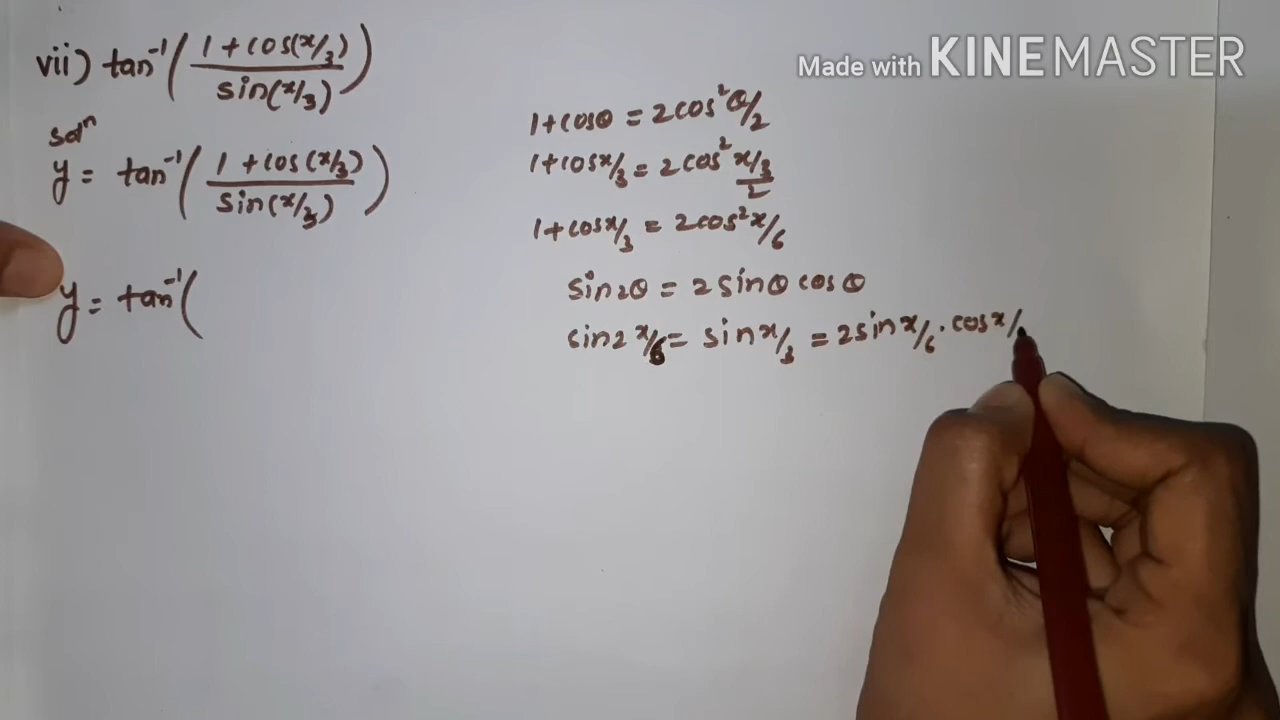 vii) tan⁻¹(1+cos(x/3)/sin(x/3))
Made with KINEMASTER
soln
y = tan⁻¹(1+cos(x/3)/sin(x/3))
y = tan⁻¹(
1+cosθ = 2cos²θ/2
1+cosx/3 = 2cos²x/3/2
1+cosx/3 = 2cos²x/6
sin2θ = 2sinθ cosθ
sin2x/6 = sinx/3 = 2sinx/6 . cosx/